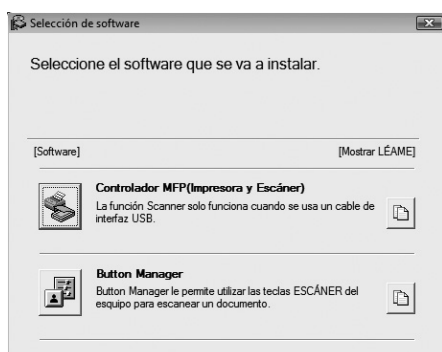 Selección de software
Seleccione el software que se va a instalar.
[Software] [Mostrar LÉAME]
Controlador MFP(Impresora y Escáner)
La función Scanner solo funciona cuando se usa un cable de
interfaz USB.
Button Manager
Button Manager le permite utilizar las teclas ESCÁNER del
esquipo para escanear un documento.